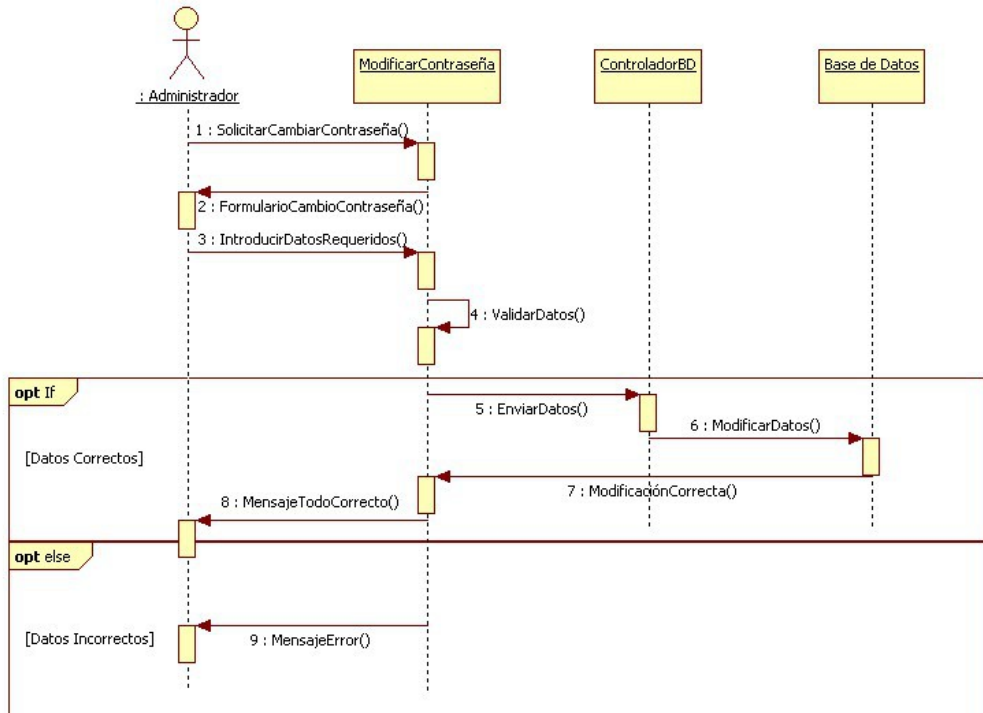 ModificarContraseña
ControladorBD
Base de Datos
: Administrador
1 : SolicitarCambiarContraseña()
2 : FormularioCambioContraseña()
3 : IntroducirDatosRequeridos()
4 : ValidarDatos()
opt If
5 : EnviarDatos()
6 : ModificarDatos()
[Datos Correctos]
7 : ModificaciónCorrecta()
8 : MensajeTodoCorrecto()
opt else
[Datos Incorrectos]
9 : MensajeError()